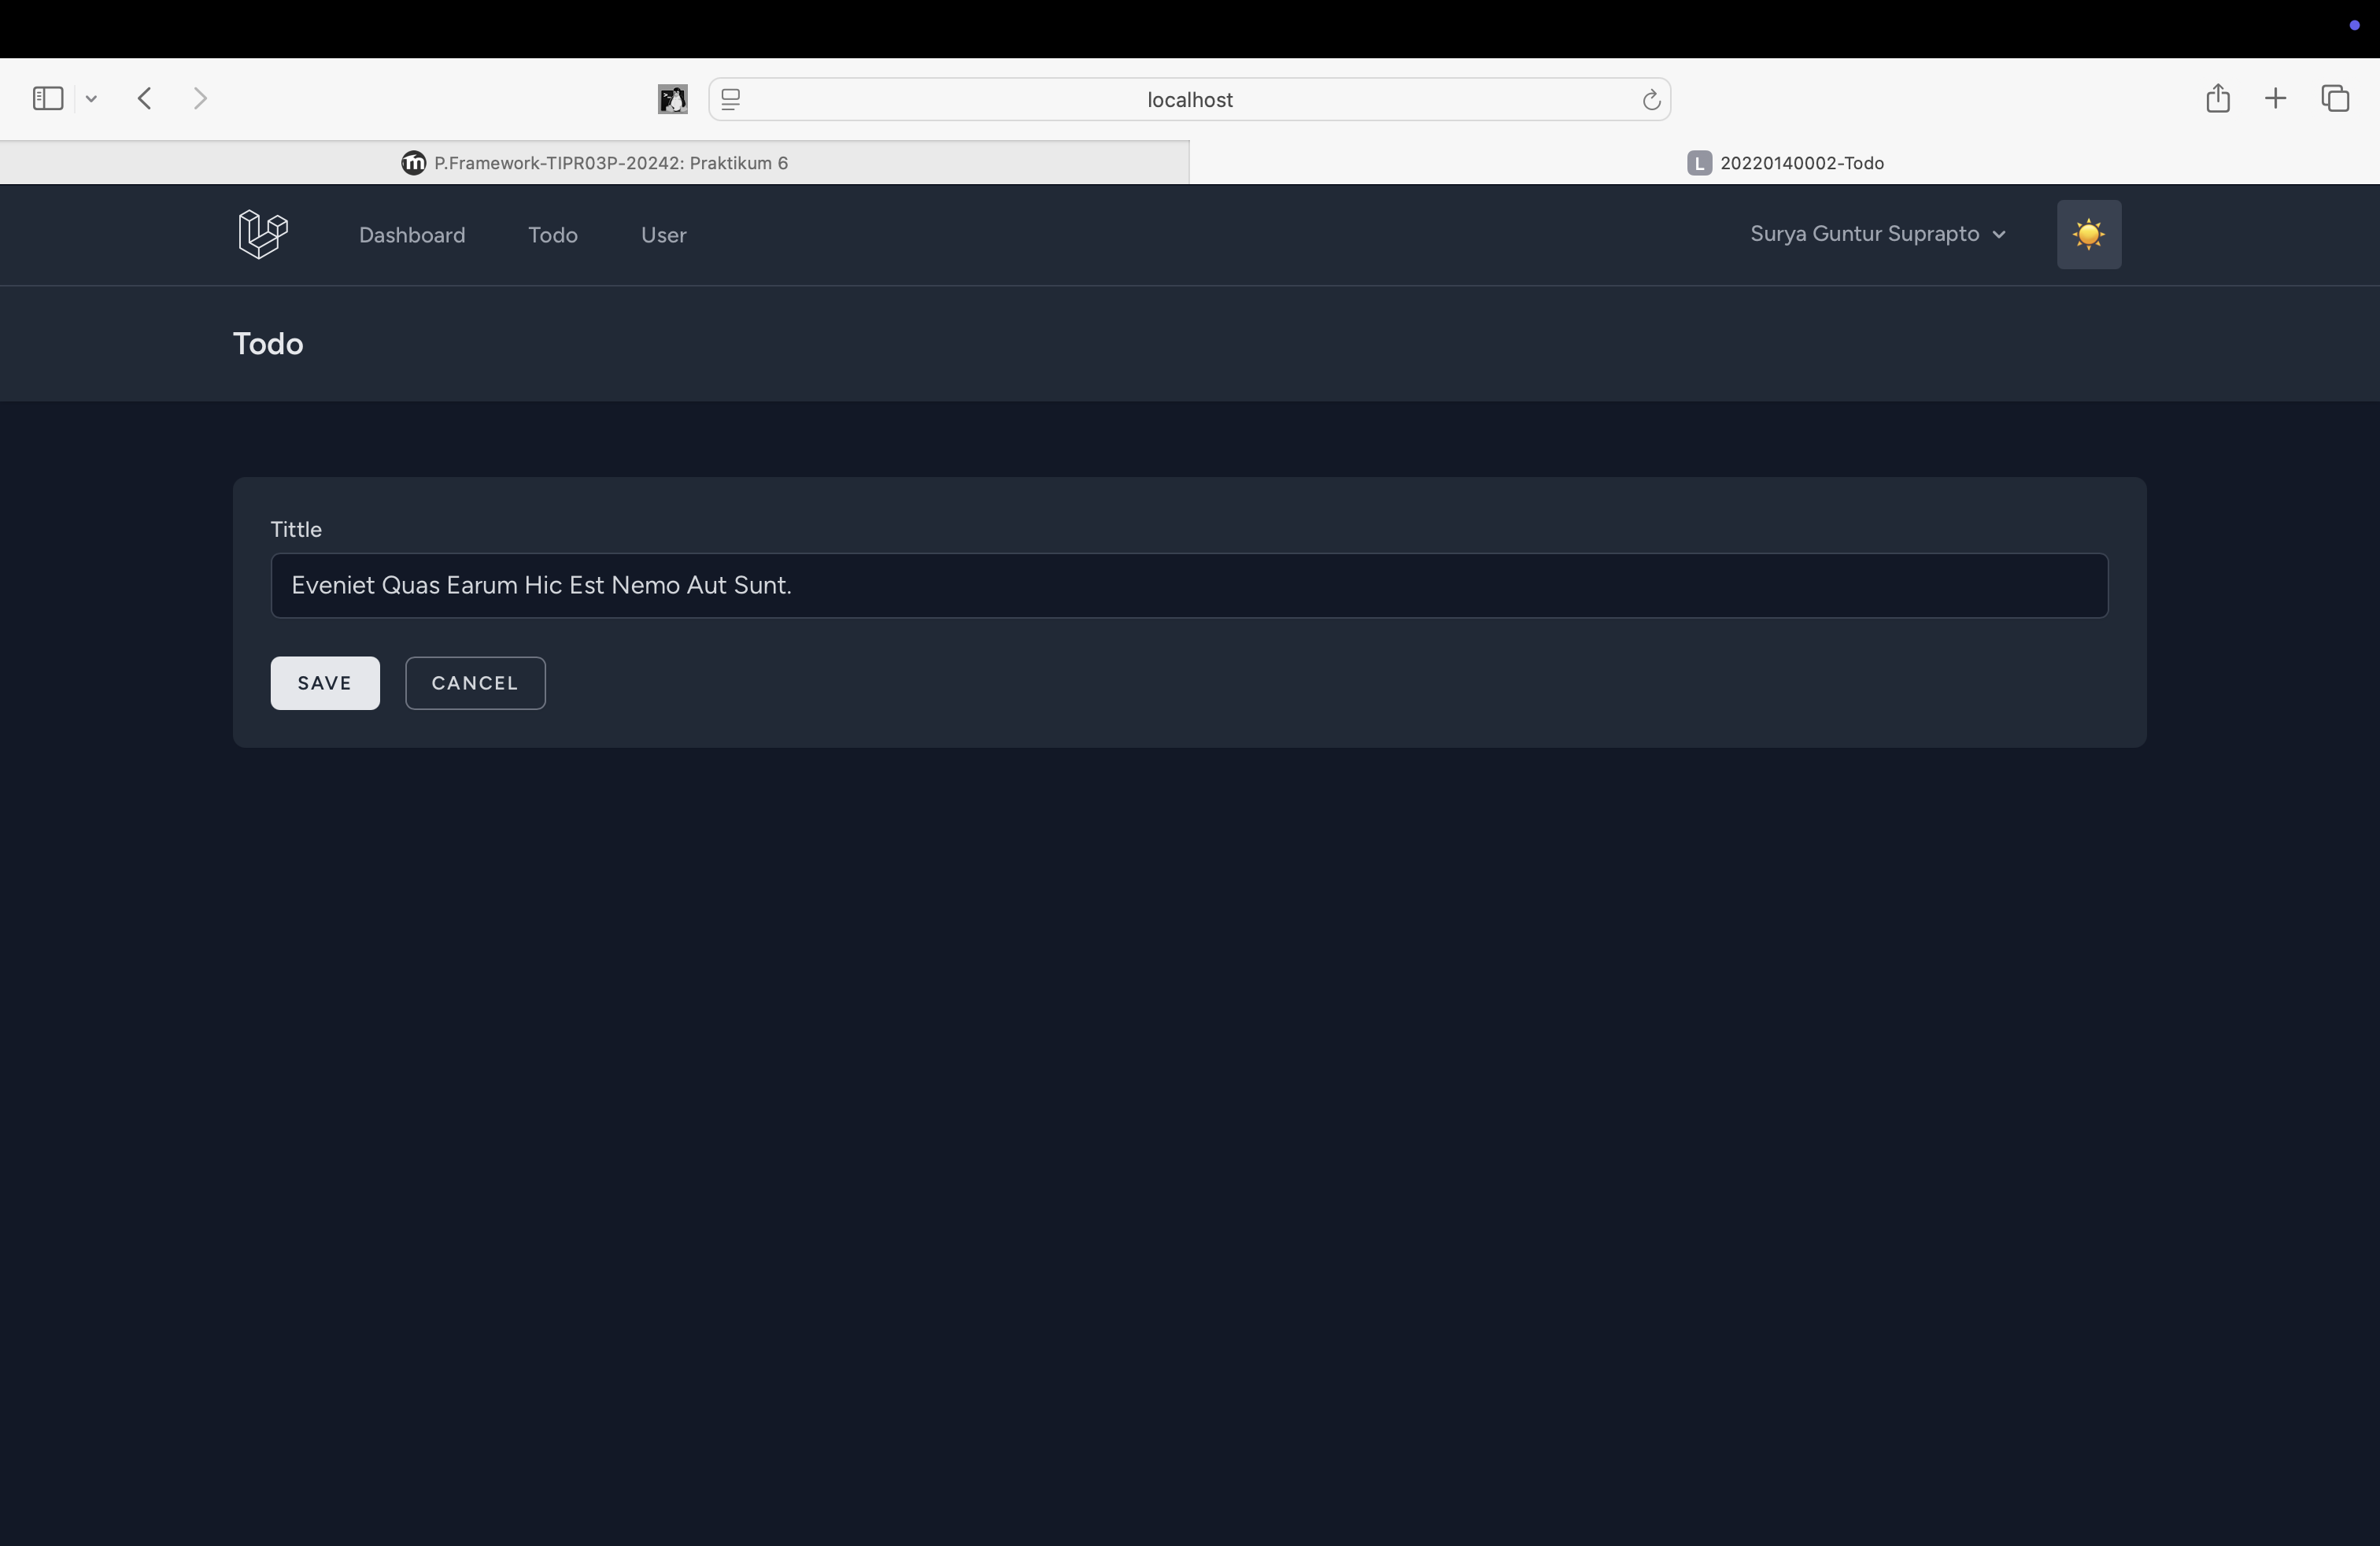 localhost
P.Framework-TIPR03P-20242: Praktikum 6
L 20220140002-Todo
Dashboard Todo User Surya Guntur Suprapto
Todo
Tittle
Eveniet Quas Earum Hic Est Nemo Aut Sunt.
SAVE CANCEL